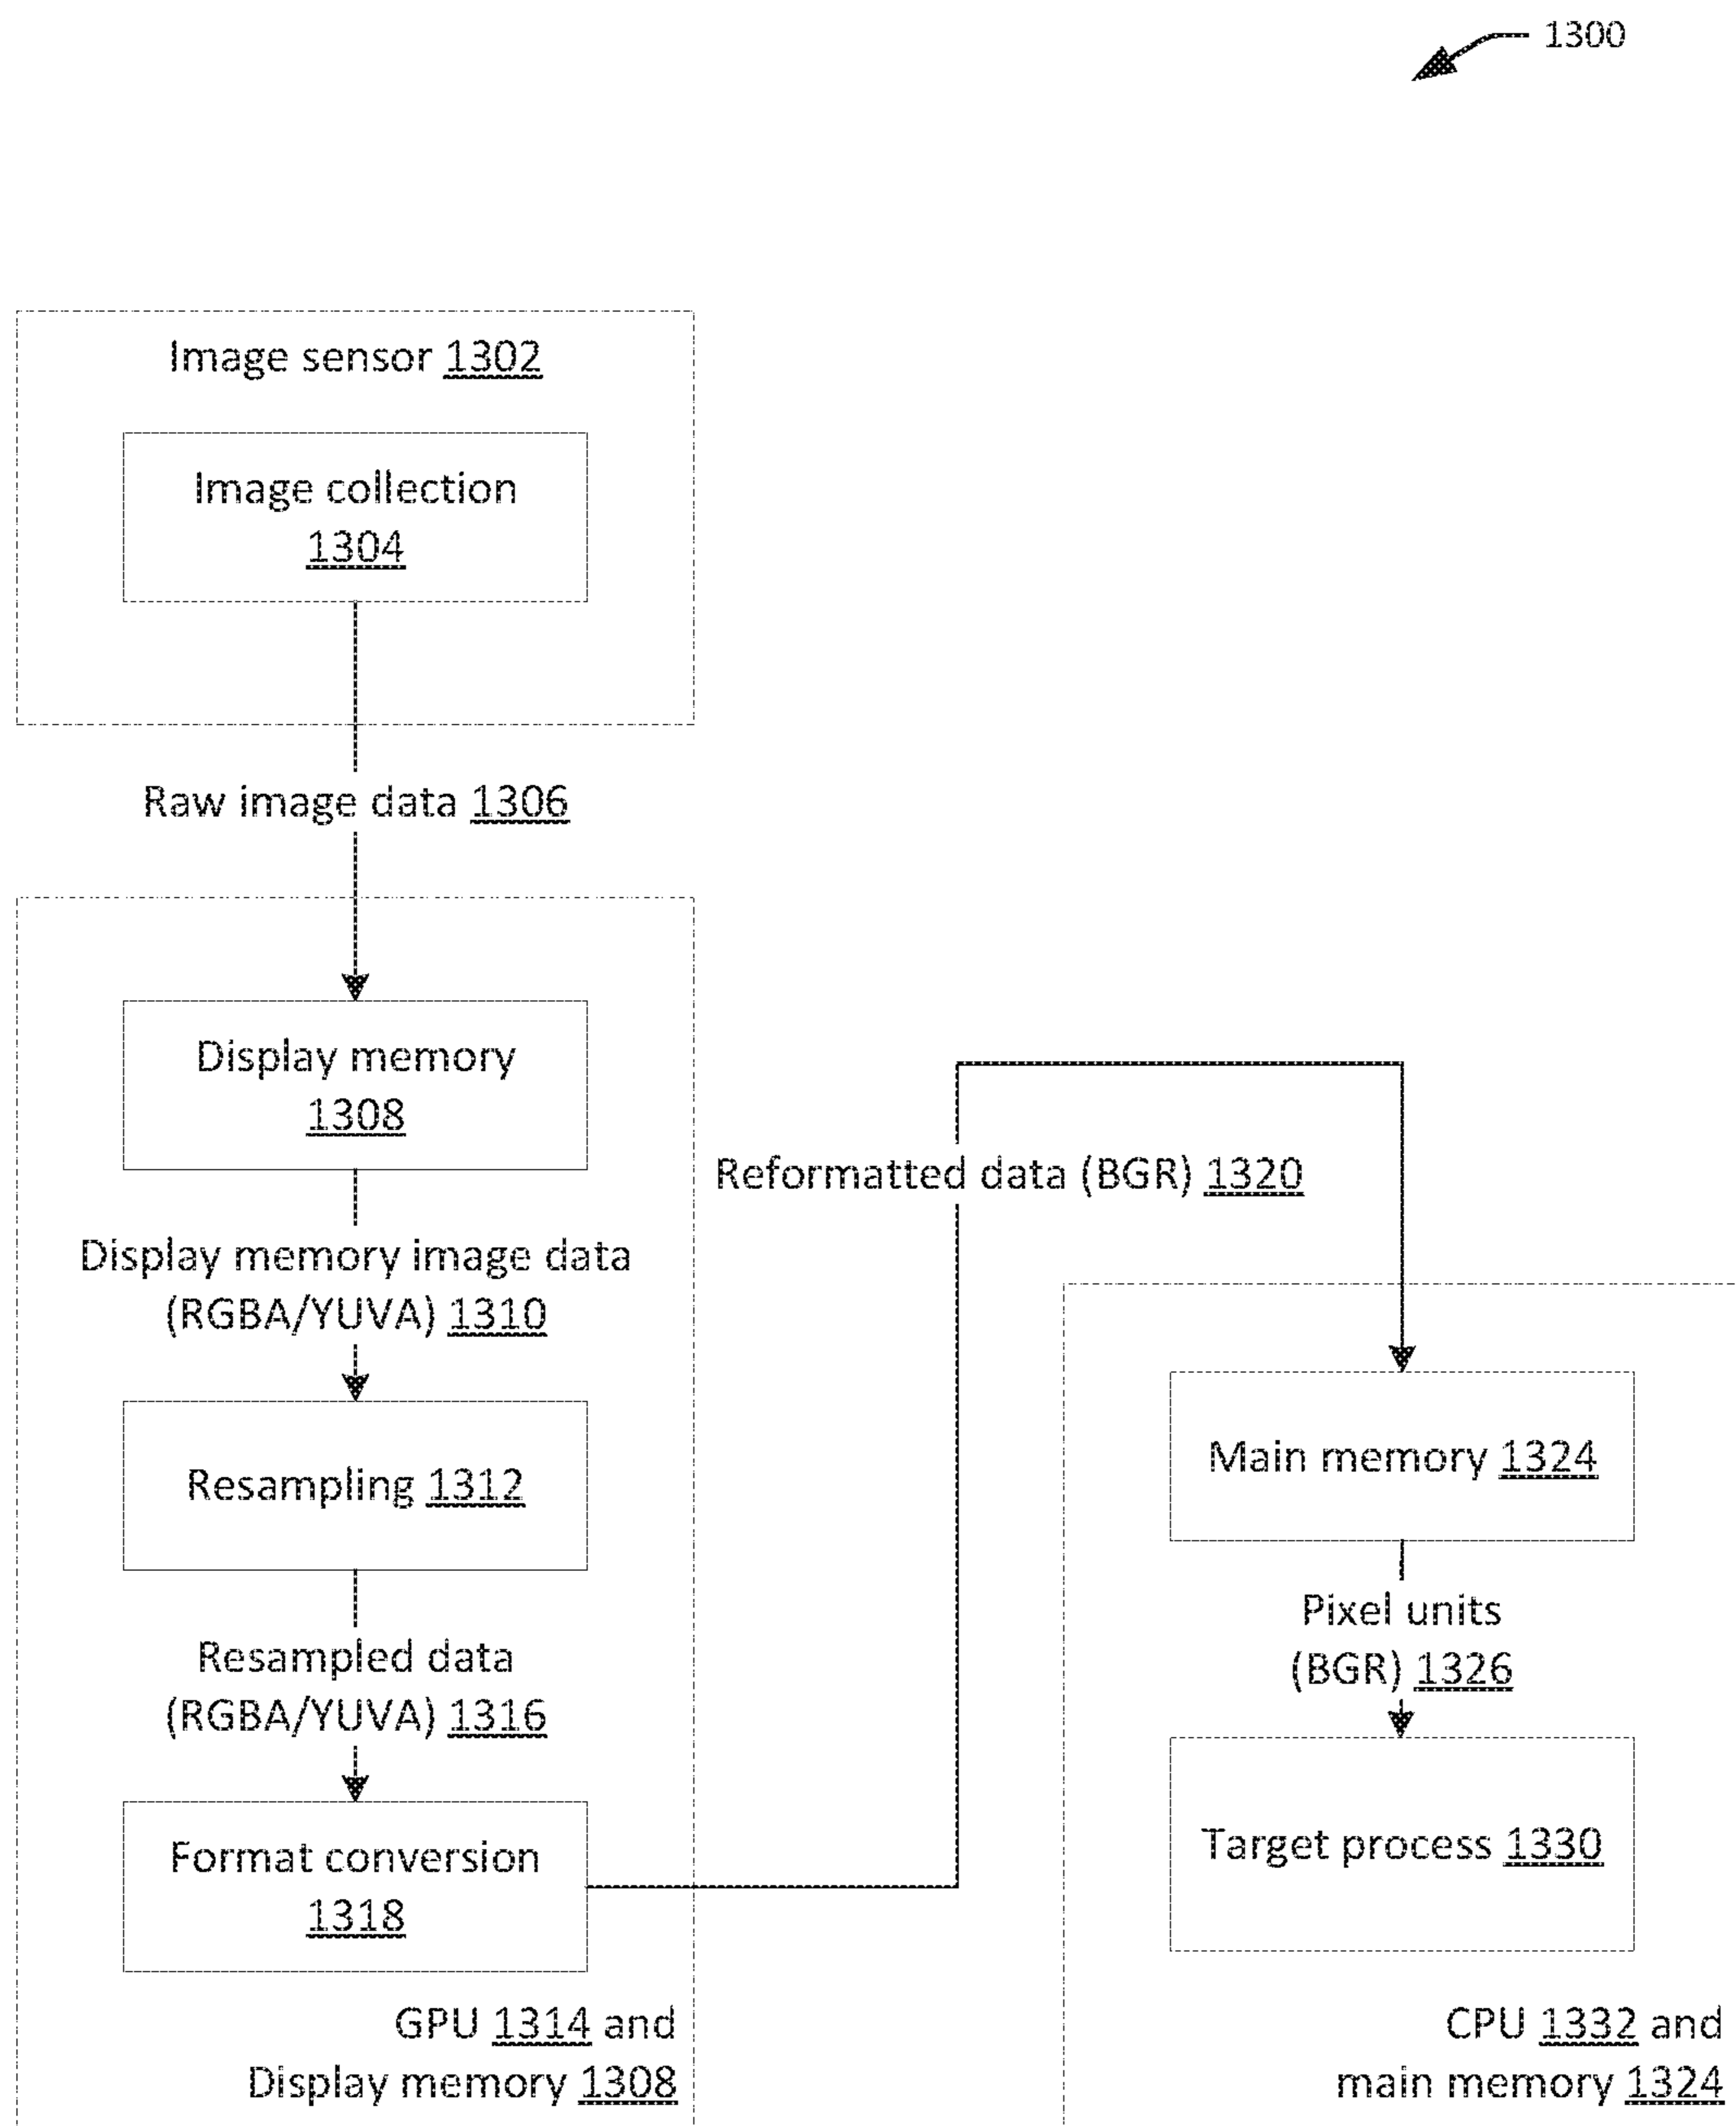 1300
Image sensor 1302
Image collection
1304
Raw image data 1306
Display memory
1308
Display memory image data
(RGBA/YUVA) 1310
Resampling 1312
Resampled data
(RGBA/YUVA) 1316
Format conversion
1318
GPU 1314 and
Display memory 1308
Reformatted data (BGR) 1320
Main memory 1324
Pixel units
(BGR) 1326
Target process 1330
CPU 1332 and
main memory 1324